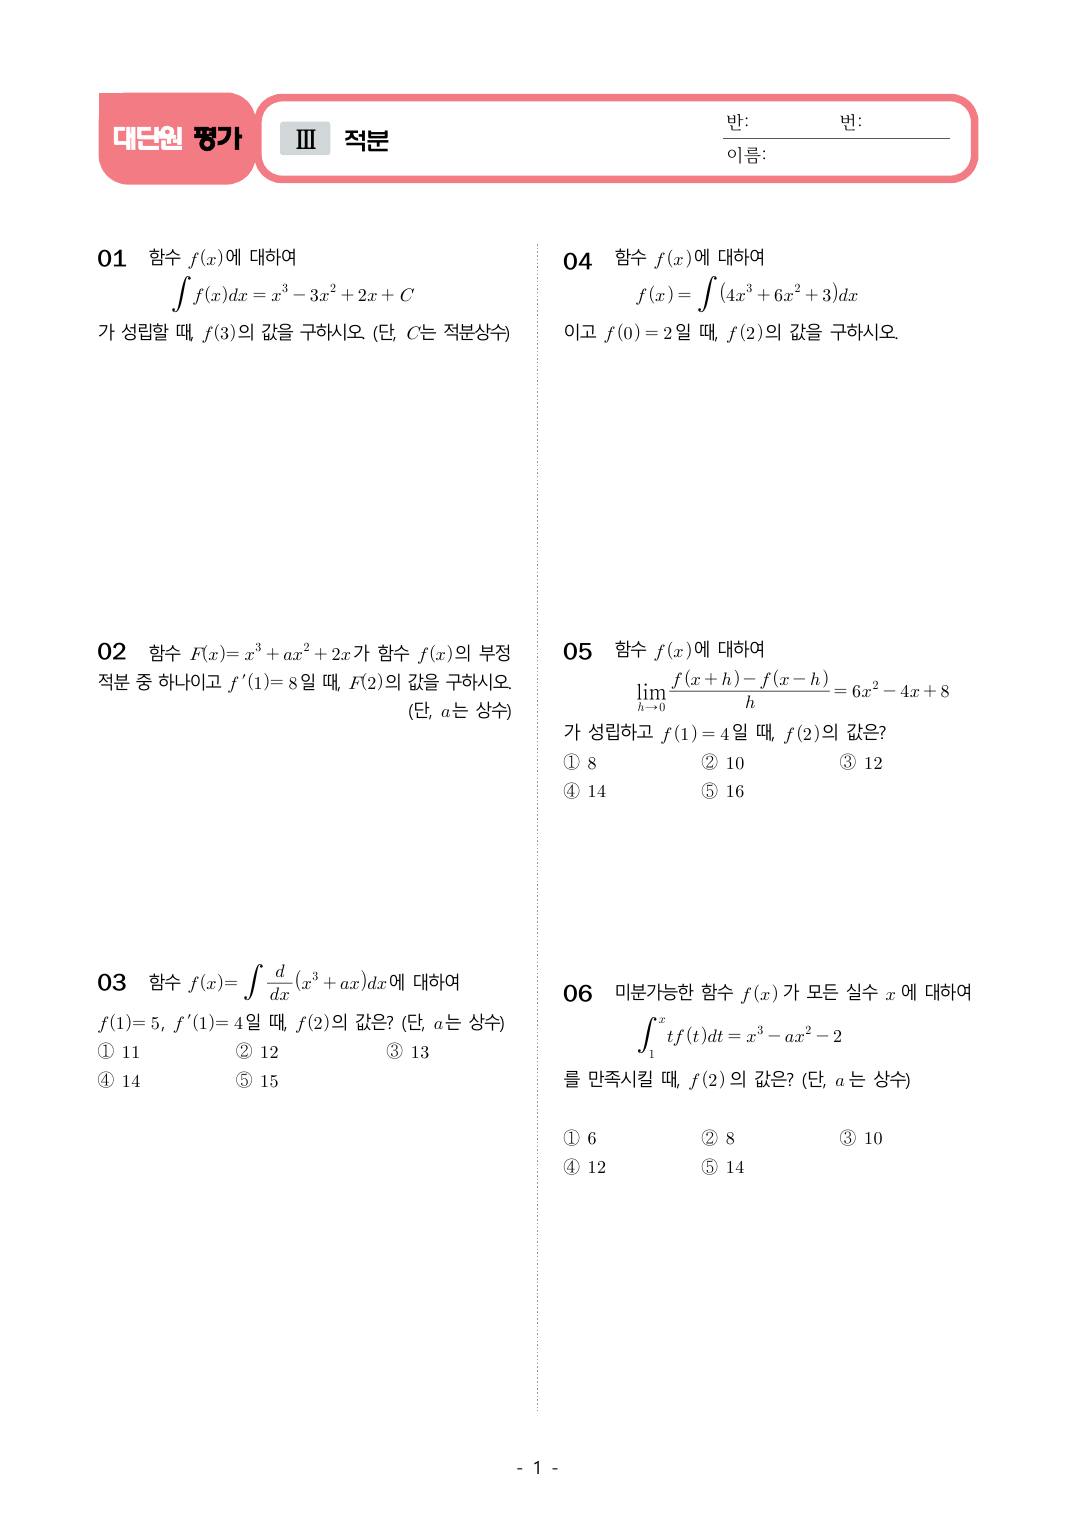 대단원 평가
Ⅲ 적분
반: 번:
이름:
01 함수 f(x)에 대하여
∫f(x)dx = x³ − 3x² + 2x + C
가 성립할 때, f(3)의 값을 구하시오. (단, C는 적분상수)
02 함수 F(x)= x³ + ax² + 2x가 함수 f(x)의 부정
적분 중 하나이고 f′(1)= 8일 때, F(2)의 값을 구하시오.
(단, a는 상수)
03 함수 f(x)= ∫ d/dx (x³ + ax)dx에 대하여
f(1)= 5, f′(1)= 4일 때, f(2)의 값은? (단, a는 상수)
① 11 ② 12 ③ 13
④ 14 ⑤ 15
04 함수 f(x)에 대하여
f(x) = ∫(4x³ + 6x² + 3)dx
이고 f(0) = 2일 때, f(2)의 값을 구하시오.
05 함수 f(x)에 대하여
lim h→0 (f(x+h) − f(x−h))/h = 6x² − 4x + 8
가 성립하고 f(1) = 4일 때, f(2)의 값은?
① 8 ② 10 ③ 12
④ 14 ⑤ 16
06 미분가능한 함수 f(x)가 모든 실수 x에 대하여
∫₁ˣ tf(t)dt = x³ − ax² − 2
를 만족시킬 때, f(2)의 값은? (단, a는 상수)
① 6 ② 8 ③ 10
④ 12 ⑤ 14
- 1 -